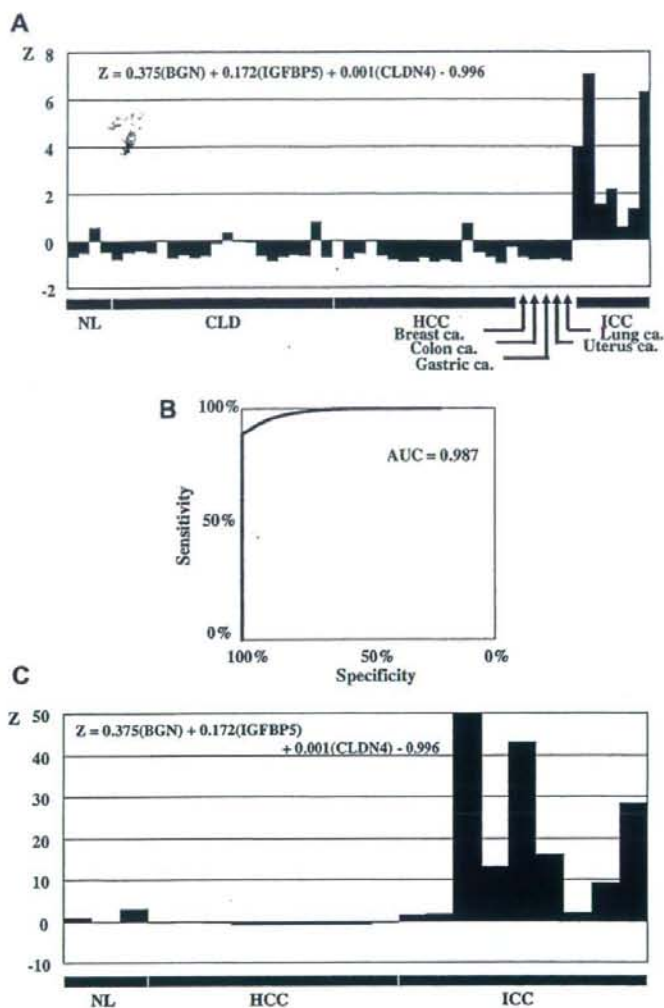 A
Z
8
Z = 0.375(BGN) + 0.172(IGFBP5) + 0.001(CLDN4) - 0.996
6
4
2
0
-2
NL CLD HCC ICC
Breast ca. Lung ca.
Colon ca. Uterus ca.
Gastric ca.
B
100%
AUC = 0.987
Sensitivity
50%
0%
100% 50% 0%
Specificity
C
Z
50
Z = 0.375(BGN) + 0.172(IGFBP5)
+ 0.001(CLDN4) - 0.996
40
30
20
10
0
-10
NL HCC ICC